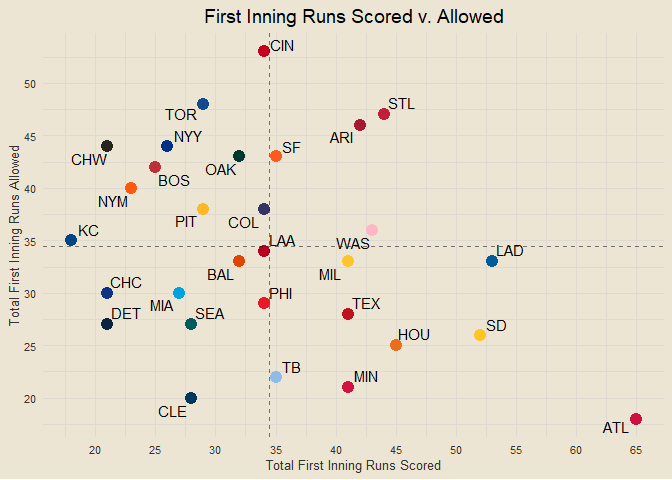 First Inning Runs Scored v. Allowed
CIN
TOR
STL
NYY
ARI
CHW
SF
OAK
BOS
NYM
PIT
COL
KC
WAS
LAA
LAD
BAL
MIL
CHC
MIA
PHI
DET
SEA
TEX
HOU
SD
TB
MIN
CLE
ATL
50
45
40
35
30
25
20
Total First Inning Runs Allowed
20 25 30 35 40 45 50 55 60 65
Total First Inning Runs Scored